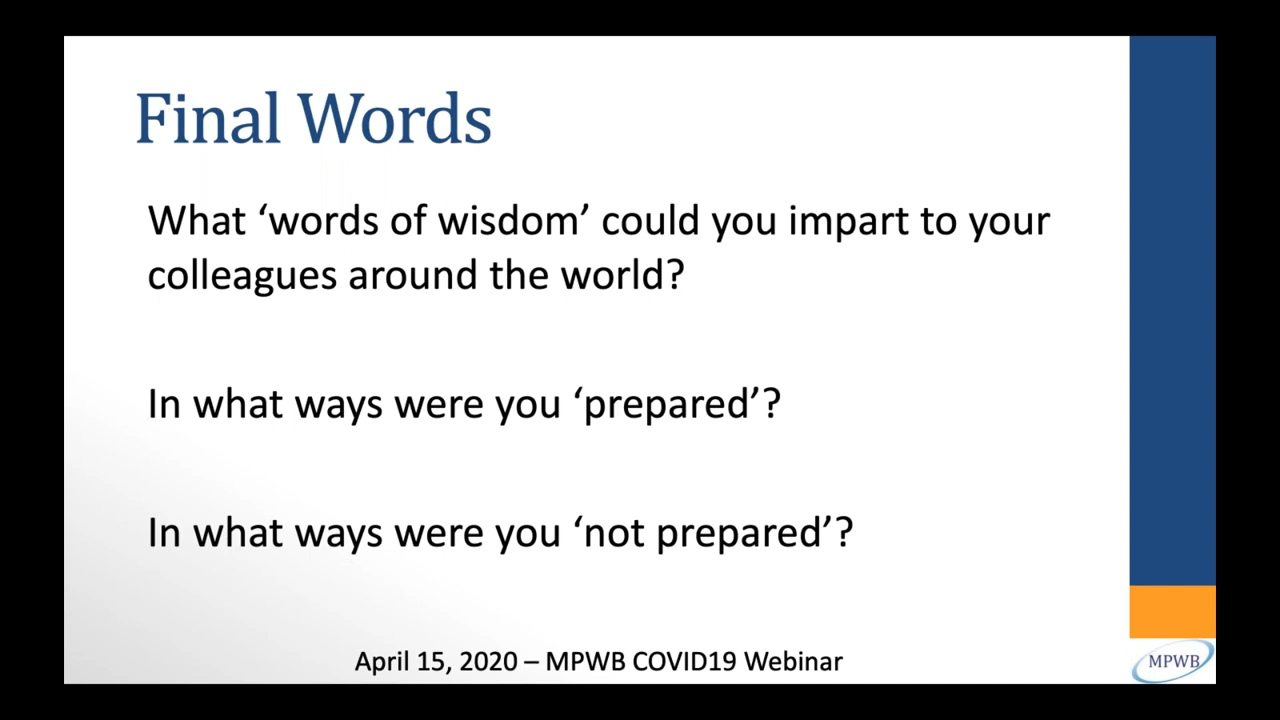 Final Words
What ‘words of wisdom’ could you impart to your
colleagues around the world?
In what ways were you ‘prepared’?
In what ways were you ‘not prepared’?
April 15, 2020 – MPWB COVID19 Webinar
MPWB